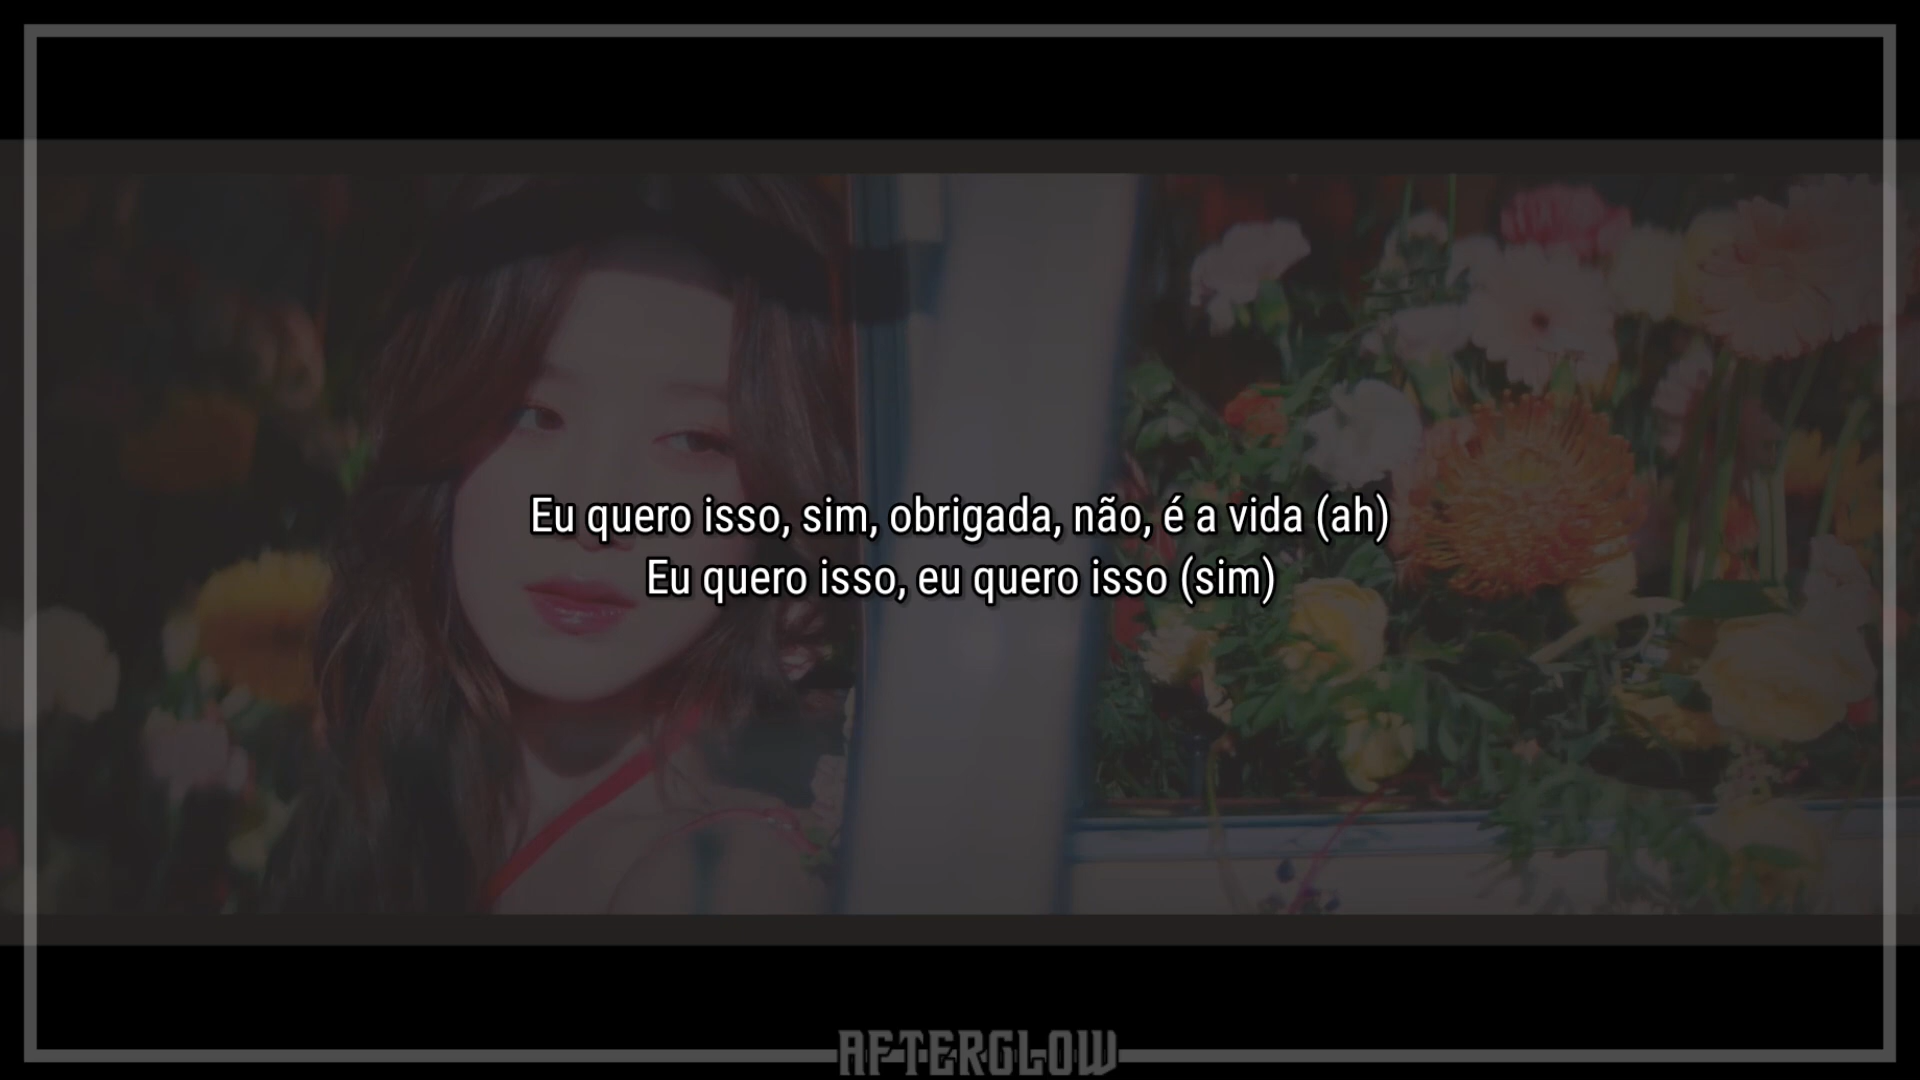 Eu quero isso, sim, obrigada, não, é a vida (ah)
Eu quero isso, eu quero isso (sim)
AFTERGLOW